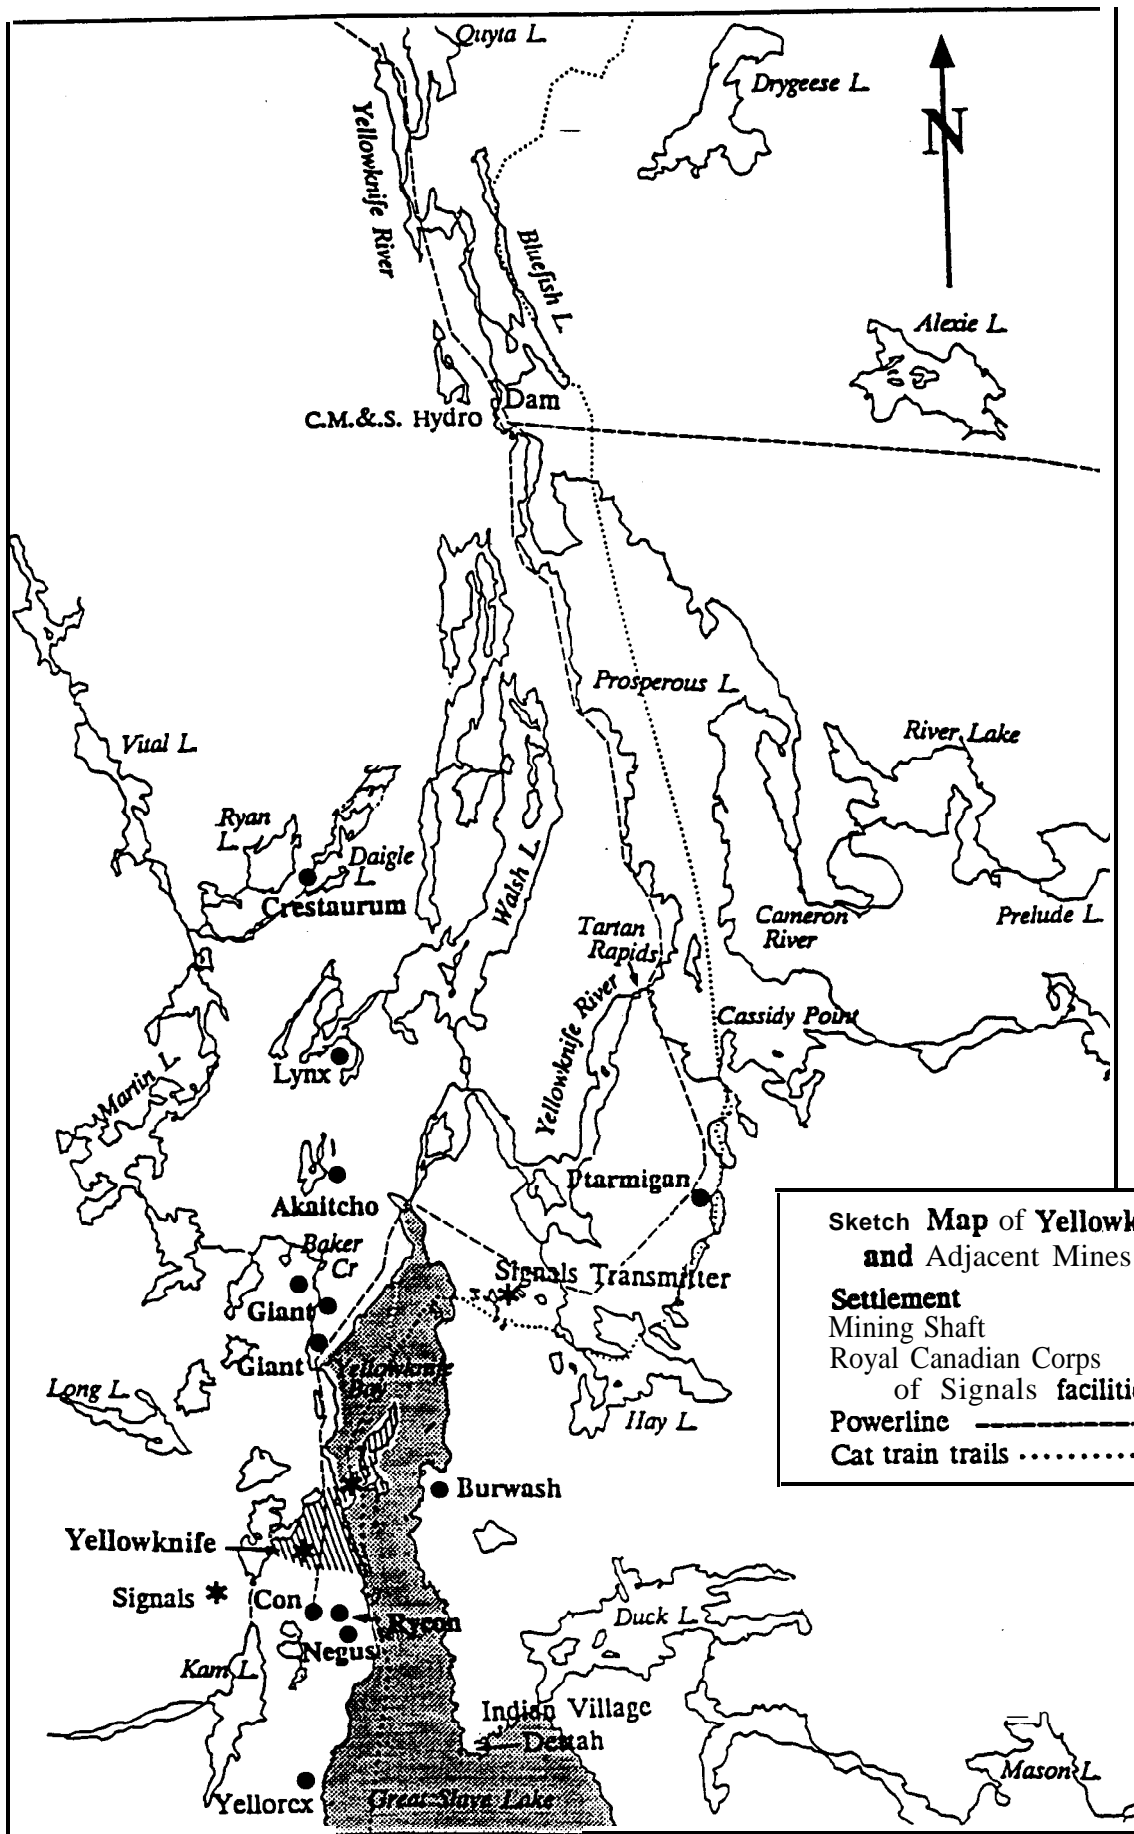 Quyta L.
Drygeese L.
N
Yellowknife River
Bluefish L.
Alexie L.
Dam
C.M.&.S. Hydro
Prosperous L.
River Lake
Vital L.
Ryan
L.
Daigle
L.
Crestaurum
Walsh L.
Cameron
River
Prelude L.
Tartan
Rapids
Yellowknife River
Cassidy Point
Lynx
Martin L.
Ptarmigan
Akaitcho
Baker
Cr
Signals Transmitter
Giant
Giant
Yellowknife
Bay
Long L.
Hay L.
Burwash
Yellowknife
Signals
Con
Rycon
Negus
Duck L.
Kam L.
Indian Village
Dettah
Mason L.
Yellorex
Great Slave Lake
Sketch Map of Yellowk
and Adjacent Mines
Settlement
Mining Shaft
Royal Canadian Corps
of Signals faciliti
Powerline
Cat train trails